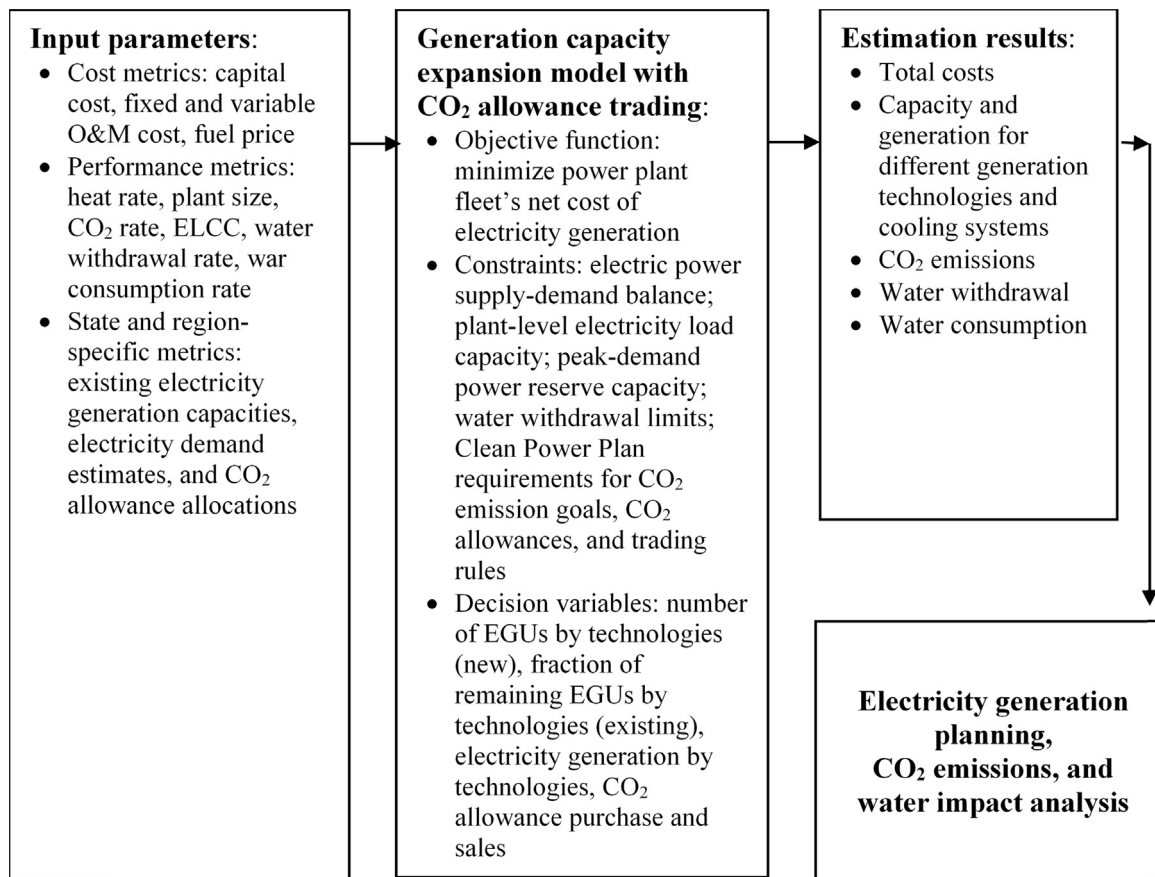 Input parameters:
• Cost metrics: capital
cost, fixed and variable
O&M cost, fuel price
• Performance metrics:
heat rate, plant size,
CO₂ rate, ELCC, water
withdrawal rate, war
consumption rate
• State and region-
specific metrics:
existing electricity
generation capacities,
electricity demand
estimates, and CO₂
allowance allocations
Generation capacity
expansion model with
CO₂ allowance trading:
• Objective function:
minimize power plant
fleet's net cost of
electricity generation
• Constraints: electric power
supply-demand balance;
plant-level electricity load
capacity; peak-demand
power reserve capacity;
water withdrawal limits;
Clean Power Plan
requirements for CO₂
emission goals, CO₂
allowances, and trading
rules
• Decision variables: number
of EGUs by technologies
(new), fraction of
remaining EGUs by
technologies (existing),
electricity generation by
technologies, CO₂
allowance purchase and
sales
Estimation results:
• Total costs
• Capacity and
generation for
different generation
technologies and
cooling systems
• CO₂ emissions
• Water withdrawal
• Water consumption
Electricity generation
planning,
CO₂ emissions, and
water impact analysis